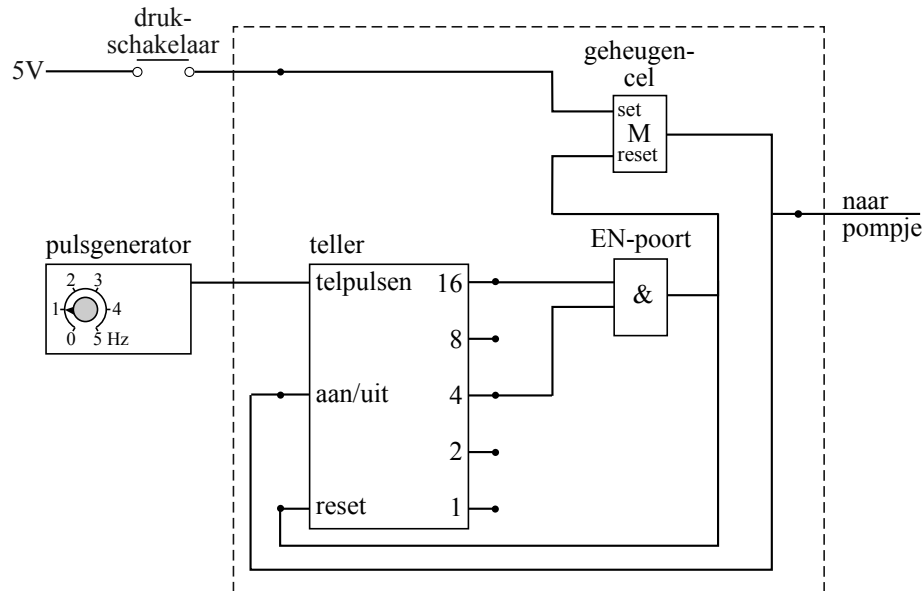 druk-
schakelaar
5V
geheugen-
cel
set
M
reset
naar
pompje
pulsgenerator
2 3
1 4
0 5 Hz
teller
telpulsen 16
8
aan/uit 4
2
reset 1
EN-poort
&